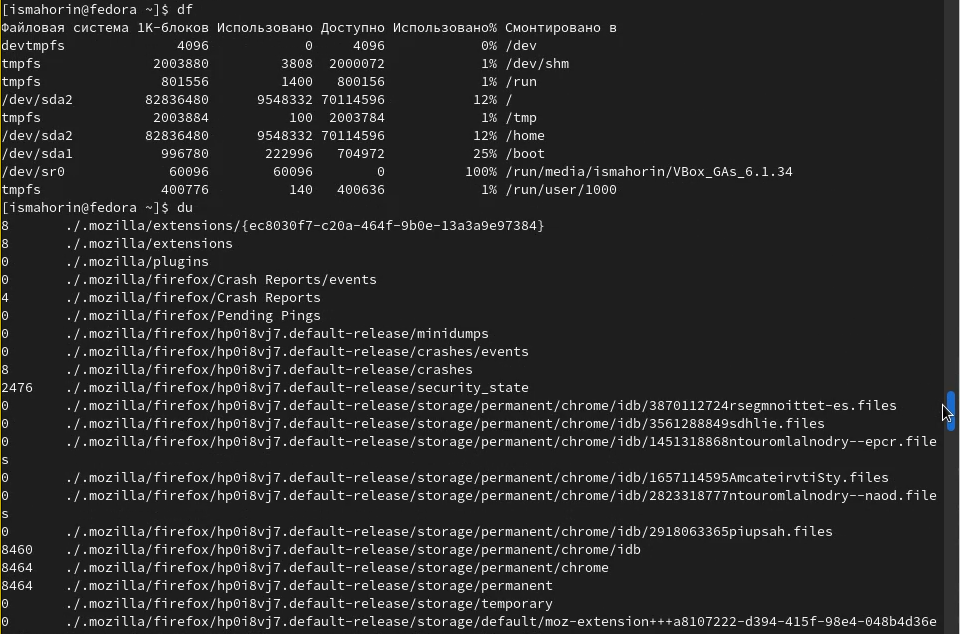 [ismahorin@fedora ~]$ df
Файловая система 1K-блоков Использовано Доступно Использовано% Смонтировано в
devtmpfs 4096 0 4096 0% /dev
tmpfs 2003880 3808 2000072 1% /dev/shm
tmpfs 801556 1400 800156 1% /run
/dev/sda2 82836480 9548332 70114596 12% /
tmpfs 2003884 100 2003784 1% /tmp
/dev/sda2 82836480 9548332 70114596 12% /home
/dev/sda1 996780 222996 704972 25% /boot
/dev/sr0 60096 60096 0 100% /run/media/ismahorin/VBox_GAs_6.1.34
tmpfs 400776 140 400636 1% /run/user/1000
[ismahorin@fedora ~]$ du
8 ./.mozilla/extensions/{ec8030f7-c20a-464f-9b0e-13a3a9e97384}
8 ./.mozilla/extensions
0 ./.mozilla/plugins
0 ./.mozilla/firefox/Crash Reports/events
4 ./.mozilla/firefox/Crash Reports
0 ./.mozilla/firefox/Pending Pings
0 ./.mozilla/firefox/hp0i8vj7.default-release/minidumps
0 ./.mozilla/firefox/hp0i8vj7.default-release/crashes/events
8 ./.mozilla/firefox/hp0i8vj7.default-release/crashes
2476 ./.mozilla/firefox/hp0i8vj7.default-release/security_state
0 ./.mozilla/firefox/hp0i8vj7.default-release/storage/permanent/chrome/idb/3870112724rsegmnoittet-es.files
0 ./.mozilla/firefox/hp0i8vj7.default-release/storage/permanent/chrome/idb/3561288849sdhlie.files
0 ./.mozilla/firefox/hp0i8vj7.default-release/storage/permanent/chrome/idb/1451318868ntouromlalnodry--epcr.file
s
0 ./.mozilla/firefox/hp0i8vj7.default-release/storage/permanent/chrome/idb/1657114595AmcateirvtiSty.files
0 ./.mozilla/firefox/hp0i8vj7.default-release/storage/permanent/chrome/idb/2823318777ntouromlalnodry--naod.file
s
0 ./.mozilla/firefox/hp0i8vj7.default-release/storage/permanent/chrome/idb/2918063365piupsah.files
8460 ./.mozilla/firefox/hp0i8vj7.default-release/storage/permanent/chrome/idb
8464 ./.mozilla/firefox/hp0i8vj7.default-release/storage/permanent/chrome
8464 ./.mozilla/firefox/hp0i8vj7.default-release/storage/permanent
0 ./.mozilla/firefox/hp0i8vj7.default-release/storage/temporary
0 ./.mozilla/firefox/hp0i8vj7.default-release/storage/default/moz-extension+++a8107222-d394-415f-98e4-048b4d36e